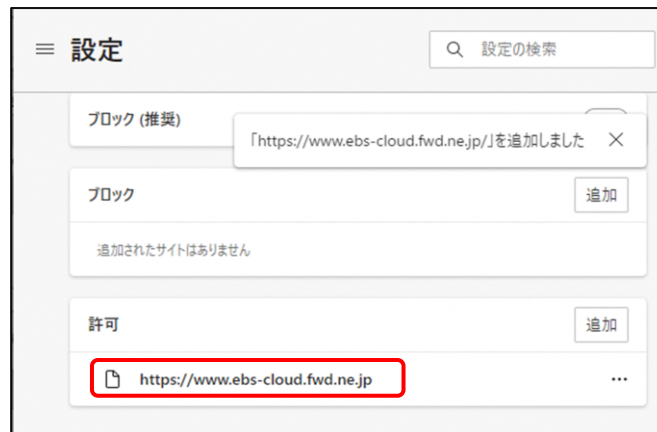 設定
設定の検索
ブロック (推奨)
「https://www.ebs-cloud.fwd.ne.jp/」を追加しました
ブロック
追加
追加されたサイトはありません
許可
追加
https://www.ebs-cloud.fwd.ne.jp